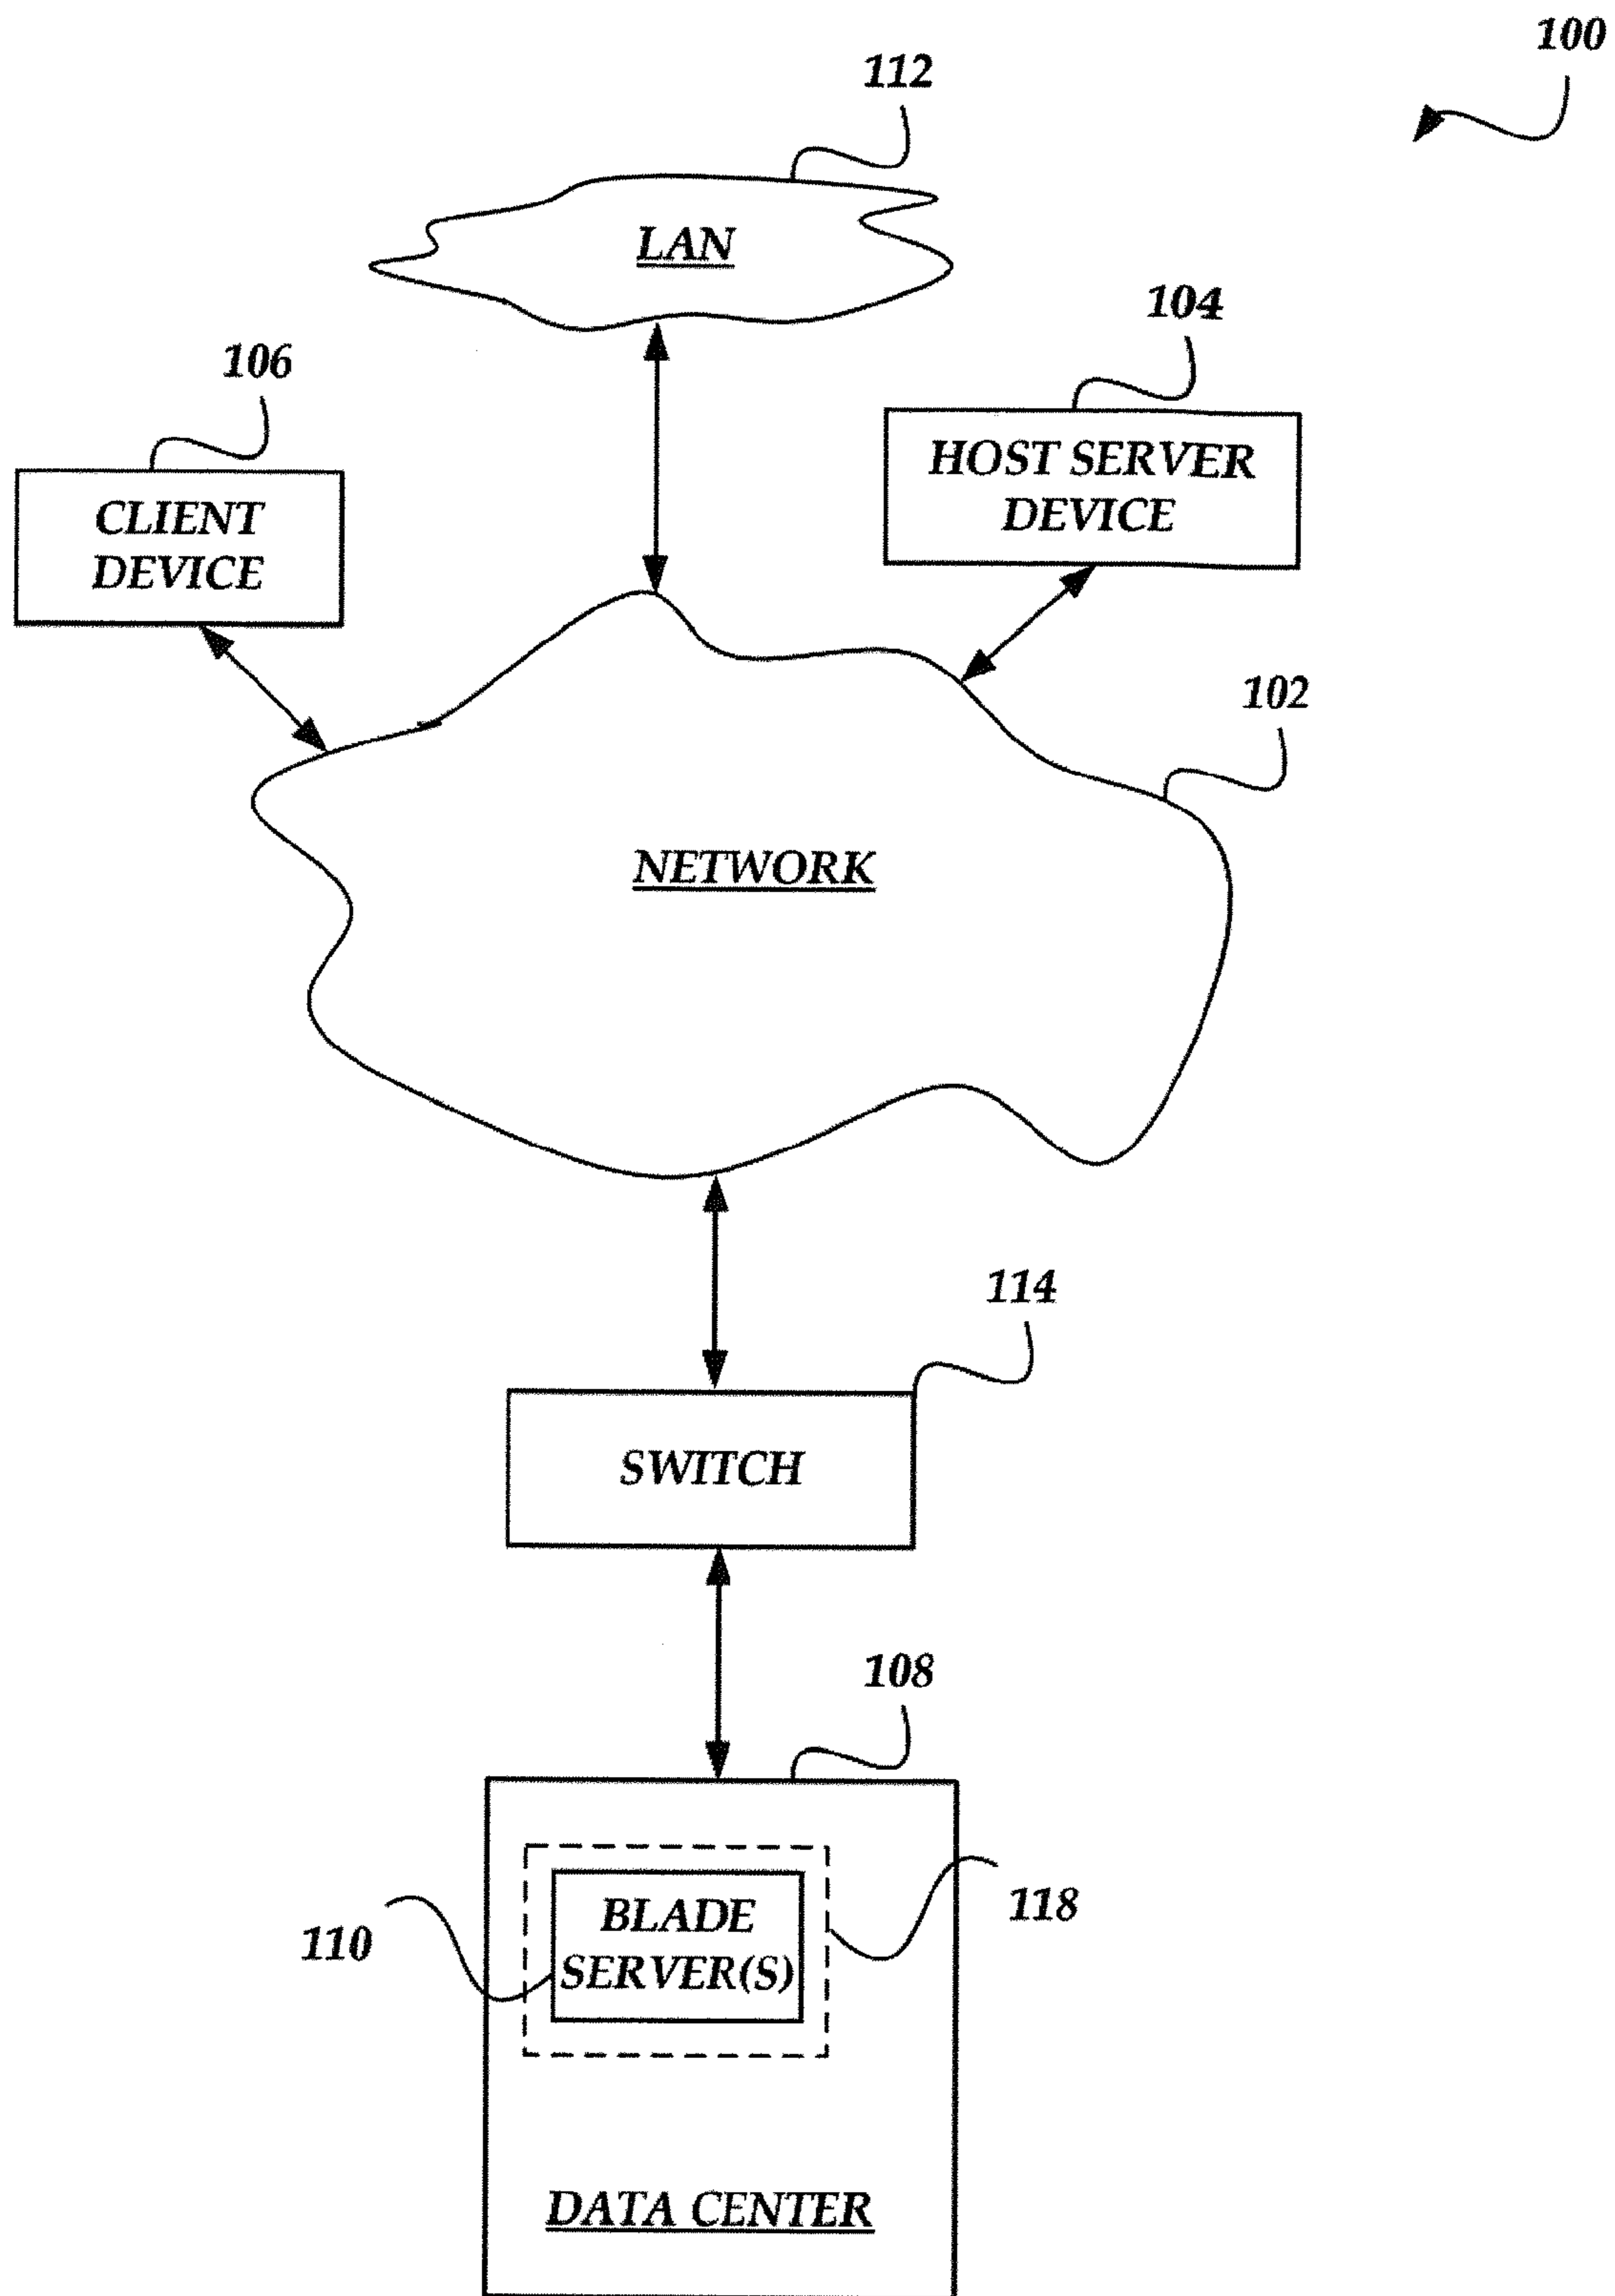 100
112
LAN
104
106
HOST SERVER
DEVICE
CLIENT
DEVICE
102
NETWORK
114
SWITCH
108
BLADE
SERVER(S)
110
118
DATA CENTER